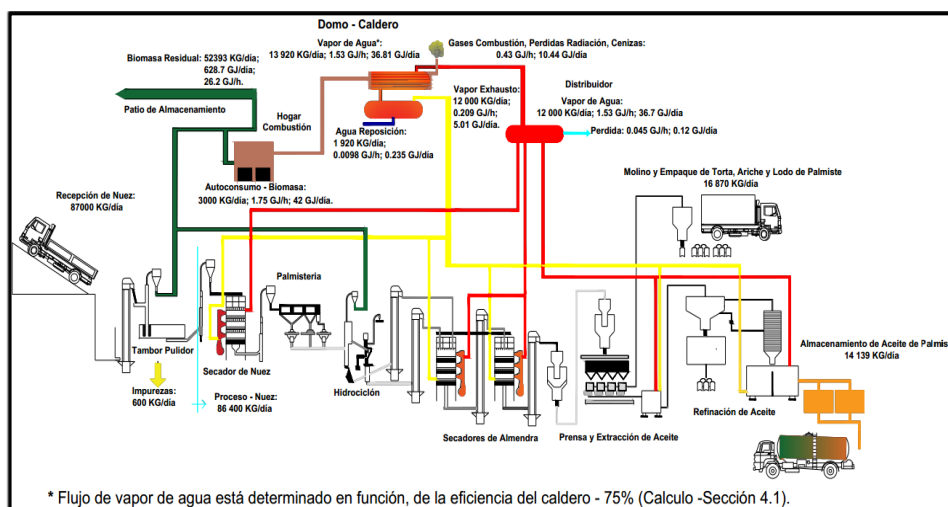 Domo - Caldero
Vapor de Agua*:
13 920 KG/día; 1.53 GJ/h; 36.81 GJ/día
Gases Combustión, Perdidas Radiación, Cenizas:
0.43 GJ/h; 10.44 GJ/día
Biomasa Residual: 52393 KG/día;
628.7 GJ/día;
26.2 GJ/h.
Patio de Almacenamiento
Hogar
Combustión
Vapor Exhausto:
12 000 KG/día;
0.209 GJ/h;
5.01 GJ/día.
Distribuidor
Vapor de Agua:
12 000 KG/día; 1.53 GJ/h; 36.7 GJ/día
Perdida: 0.045 GJ/h; 0.12 GJ/día
Agua Reposición:
1 920 KG/día;
0.0098 GJ/h; 0.235 GJ/día
Autoconsumo - Biomasa:
3000 KG/día; 1.75 GJ/h; 42 GJ/día.
Molino y Empaque de Torta, Ariche y Lodo de Palmiste
16 870 KG/día
Recepción de Nuez:
87000 KG/día
Palmisteria
Tambor Pulidor
Secador de Nuez
Impurezas:
600 KG/día
Proceso - Nuez:
86 400 KG/día
Hidrociclón
Secadores de Almendra
Prensa y Extracción de Aceite
Refinación de Aceite
Almacenamiento de Aceite de Palmis
14 139 KG/día
* Flujo de vapor de agua está determinado en función, de la eficiencia del caldero - 75% (Calculo -Sección 4.1).